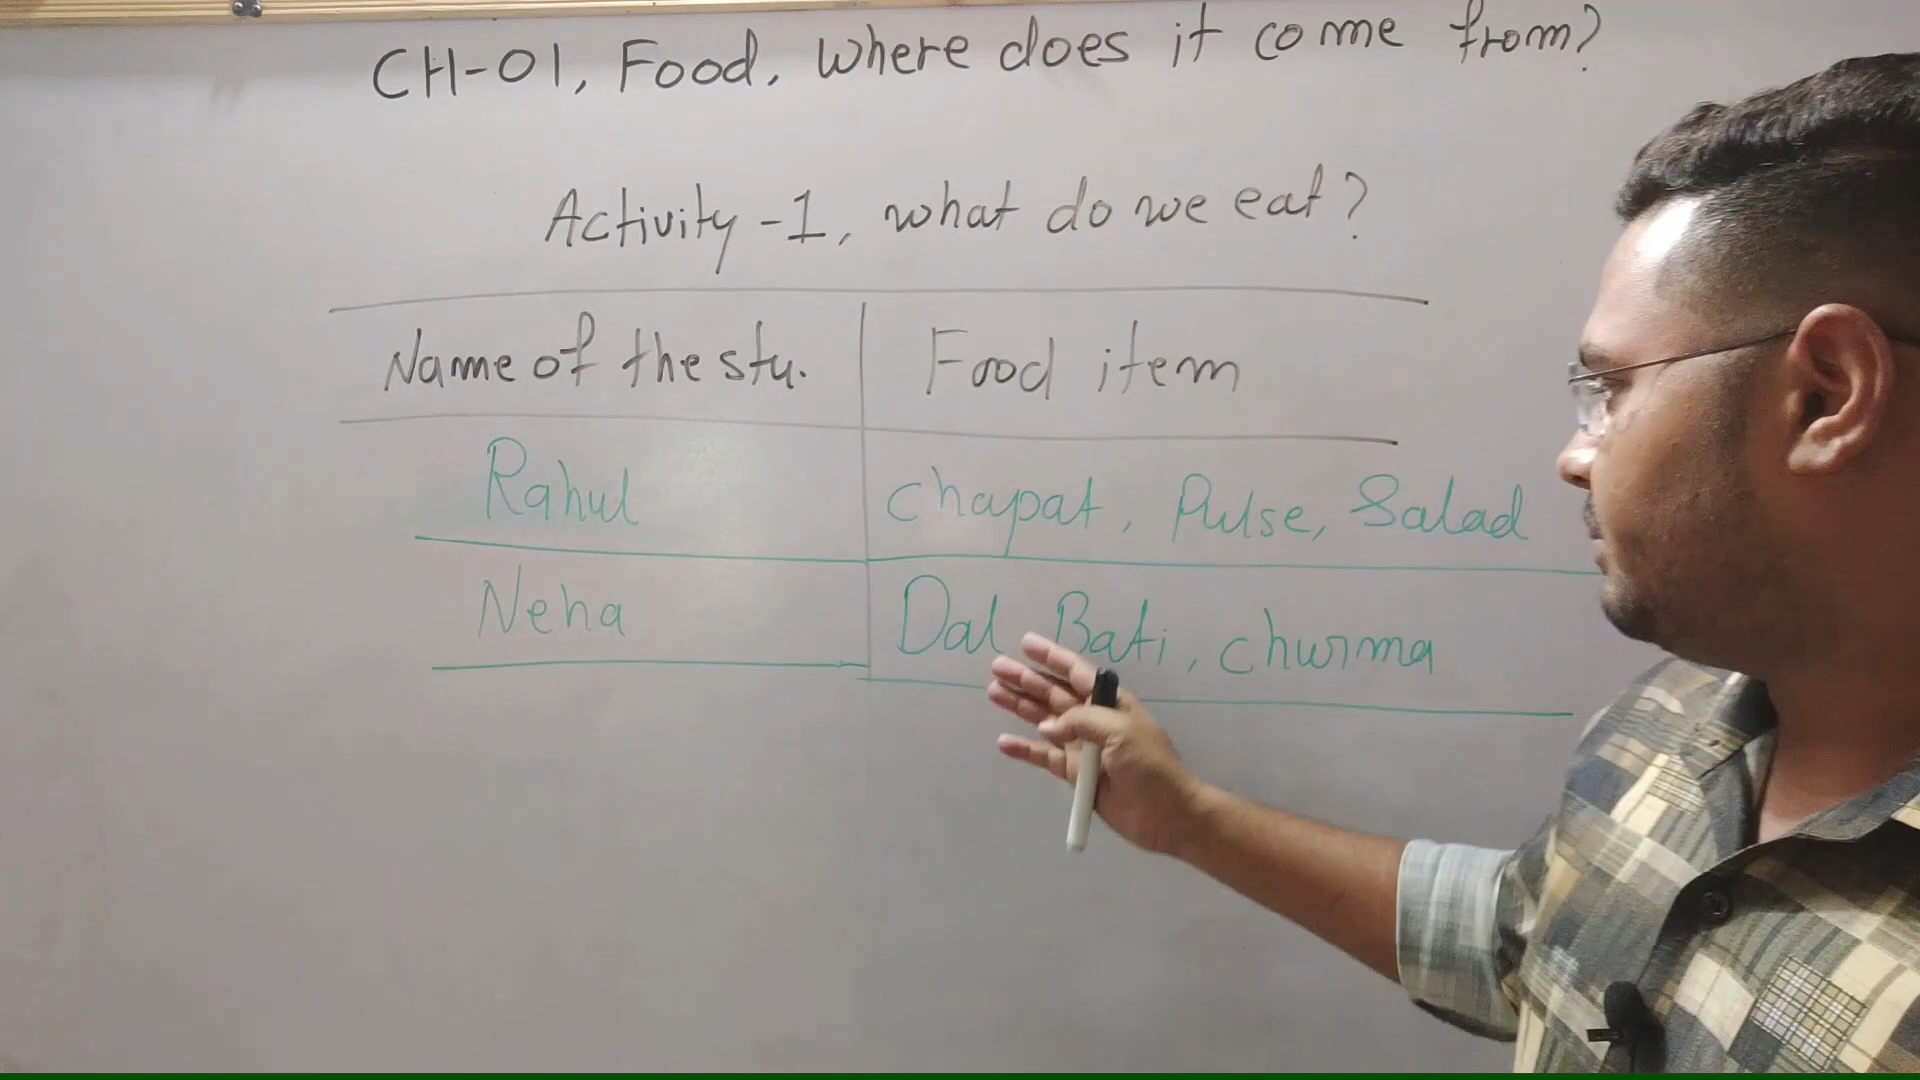 CH-01, Food, Where does it come from?
Activity-1, what do we eat?
Name of the stu. Food item
Rahul chapat, Pulse, Salad
Neha Dal Bati, churma